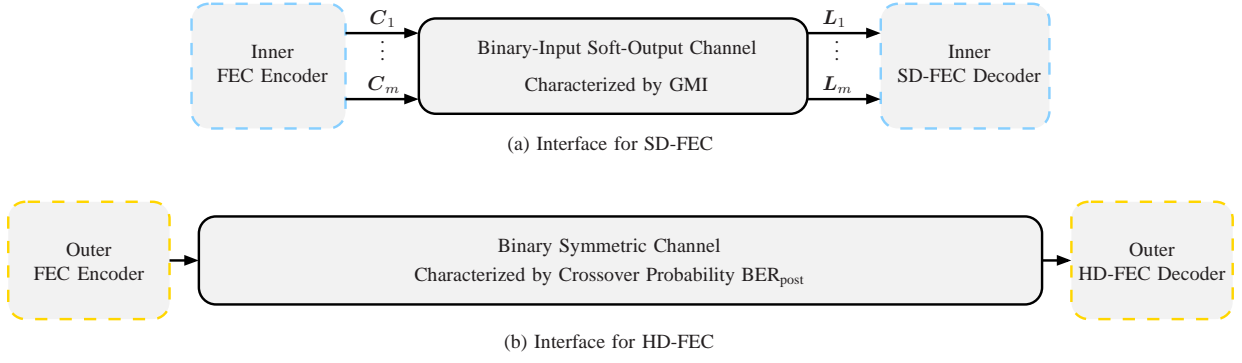 Inner
FEC Encoder
C₁
⋮
Cₘ
Binary-Input Soft-Output Channel
Characterized by GMI
L₁
⋮
Lₘ
Inner
SD-FEC Decoder
(a) Interface for SD-FEC
Outer
FEC Encoder
Binary Symmetric Channel
Characterized by Crossover Probability BER_post
Outer
HD-FEC Decoder
(b) Interface for HD-FEC